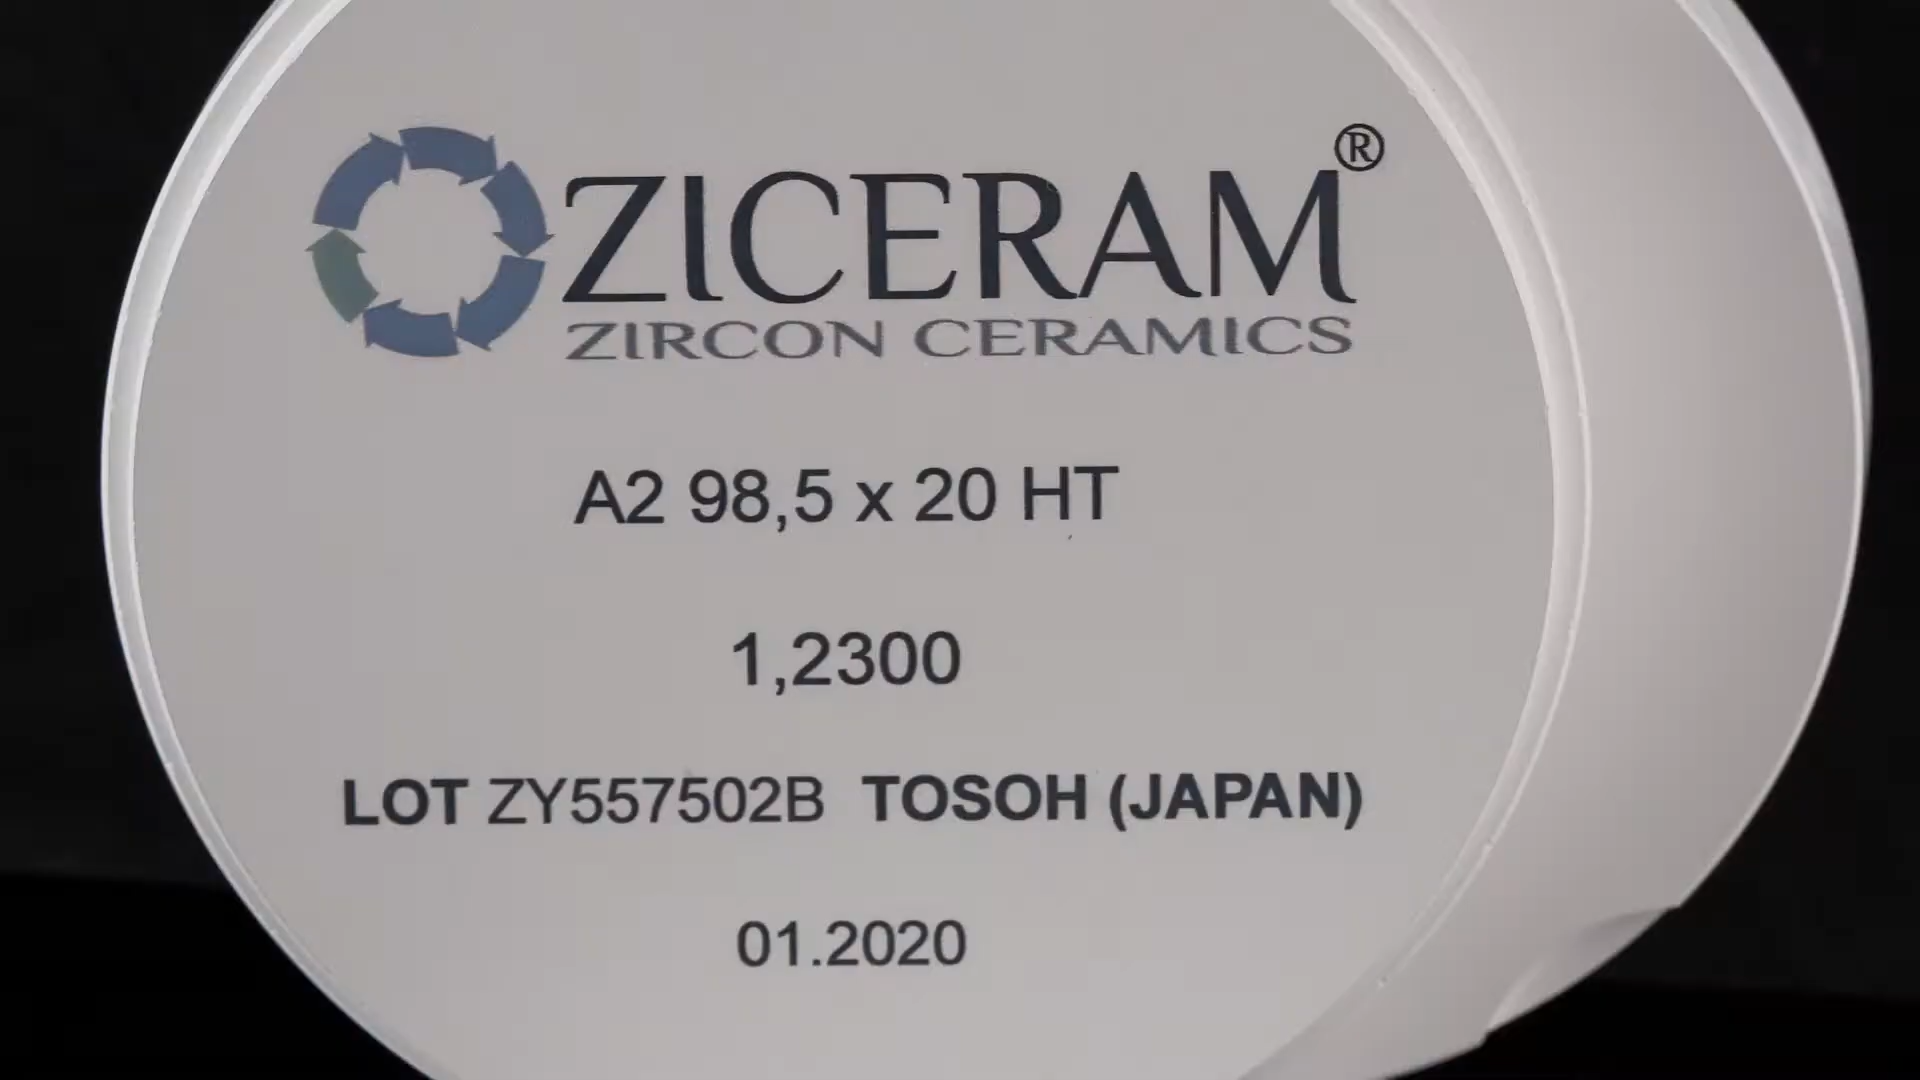 ZICERAM®
ZIRCON CERAMICS
A2 98,5 x 20 HT
1,2300
LOT ZY557502B TOSOH (JAPAN)
01.2020